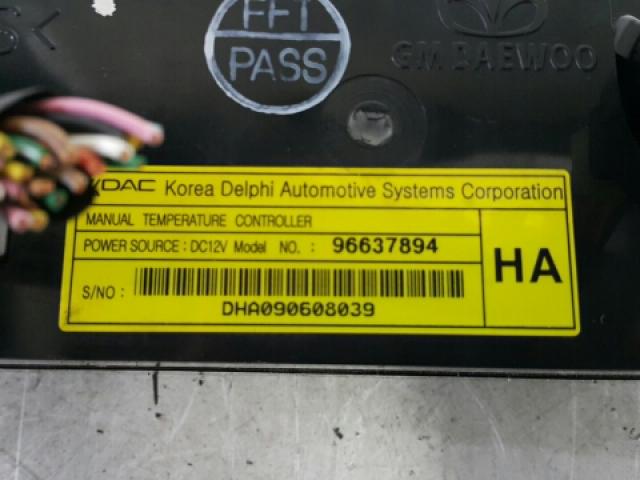 FFT
PASS
GM DAEWOO
KDAC Korea Delphi Automotive Systems Corporation
MANUAL TEMPERATURE CONTROLLER
POWER SOURCE : DC12V Model NO. : 96637894
HA
S/NO :
DHA090608039